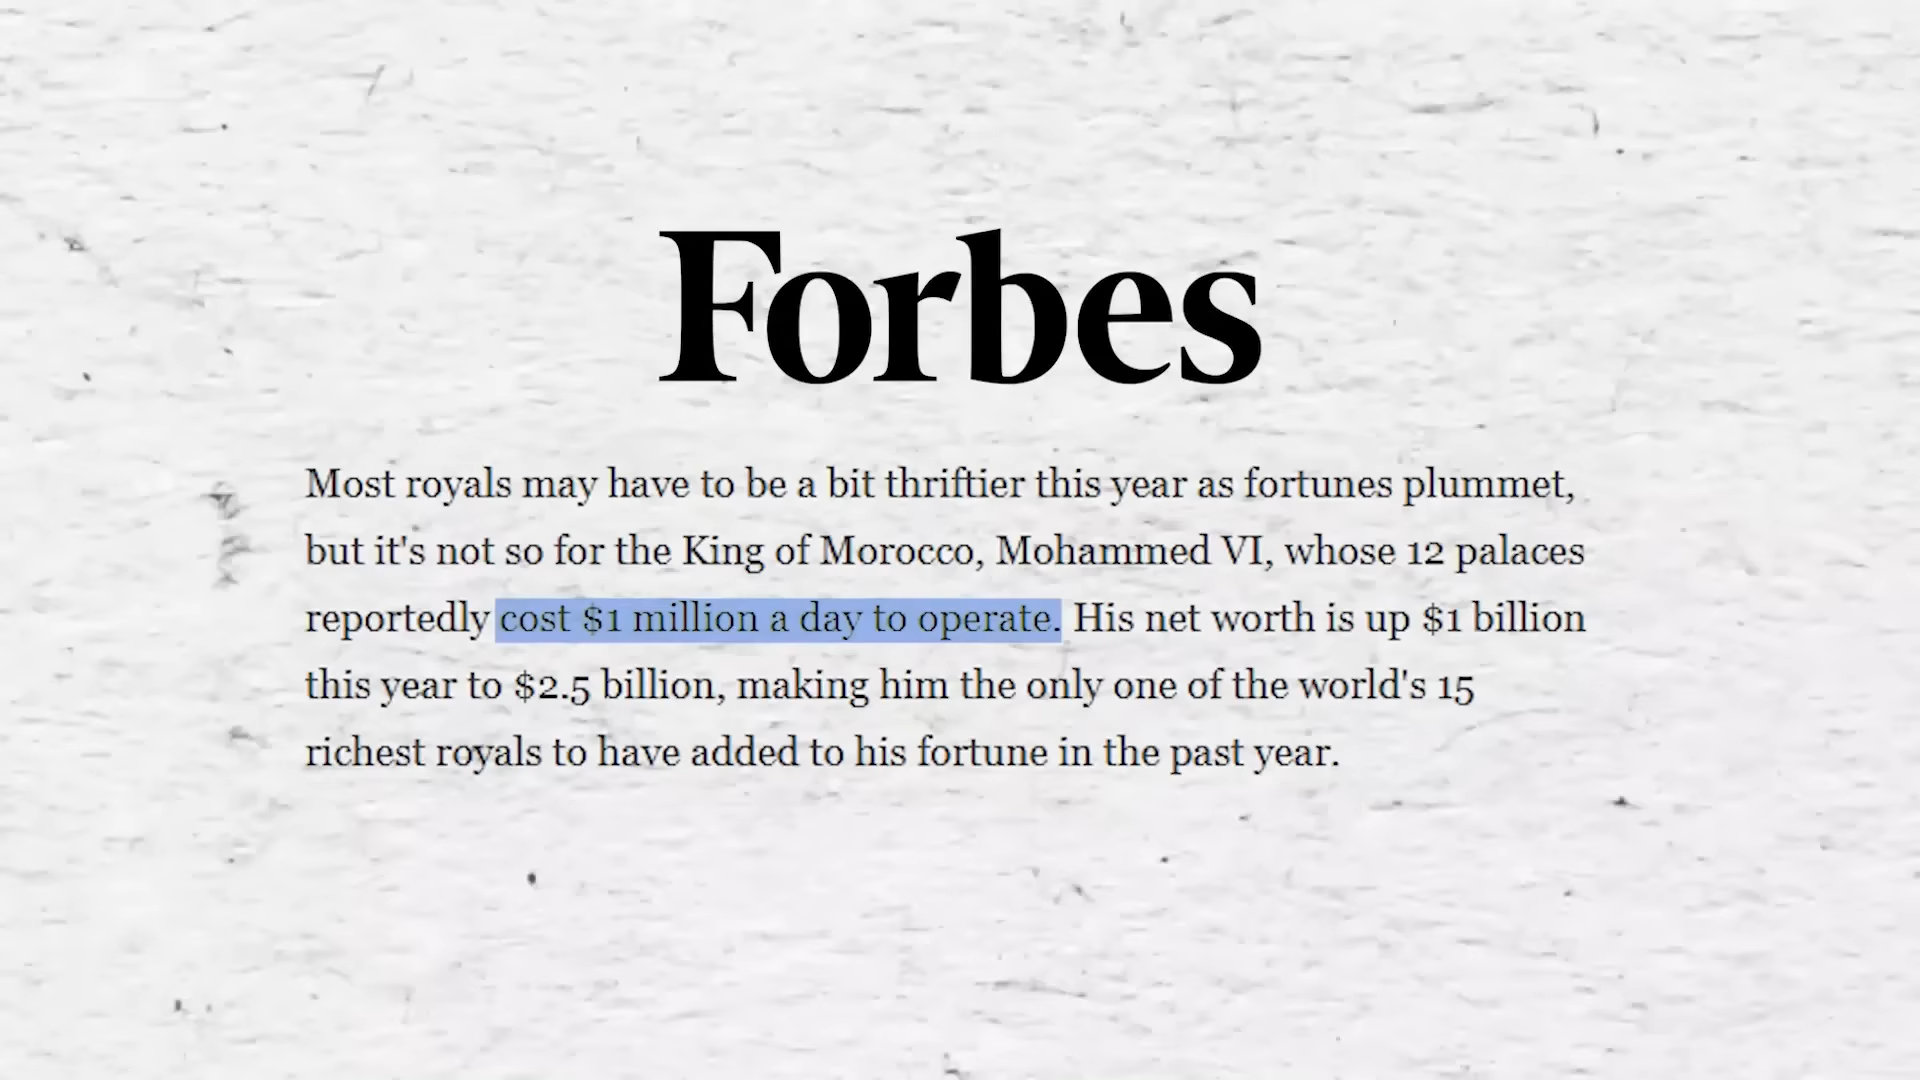 Forbes
Most royals may have to be a bit thriftier this year as fortunes plummet,
but it's not so for the King of Morocco, Mohammed VI, whose 12 palaces
reportedly cost $1 million a day to operate. His net worth is up $1 billion
this year to $2.5 billion, making him the only one of the world's 15
richest royals to have added to his fortune in the past year.